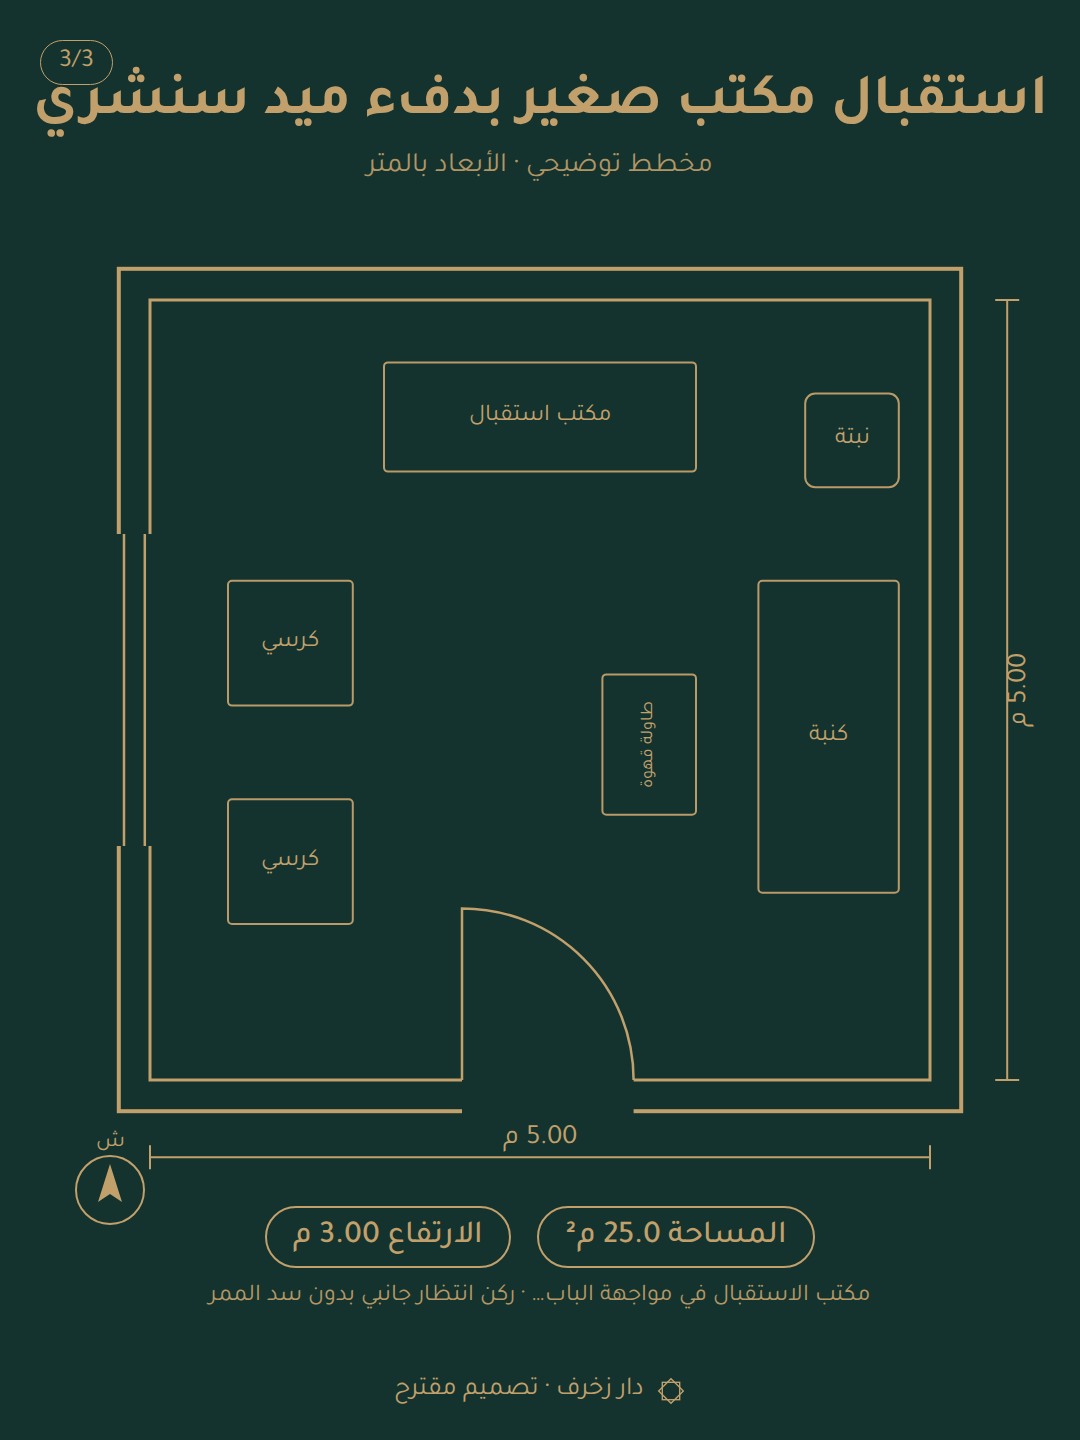 3/3
استقبال مكتب صغير بدفء ميد سنشري
مخطط توضيحي · الأبعاد بالمتر
مكتب استقبال
نبتة
كرسي
طاولة قهوة
كنبة
كرسي
5.00 م
5.00 م
ش
المساحة 25.0 م²
الارتفاع 3.00 م
مكتب الاستقبال في مواجهة الباب… · ركن انتظار جانبي بدون سد الممر
دار زخرف · تصميم مقترح